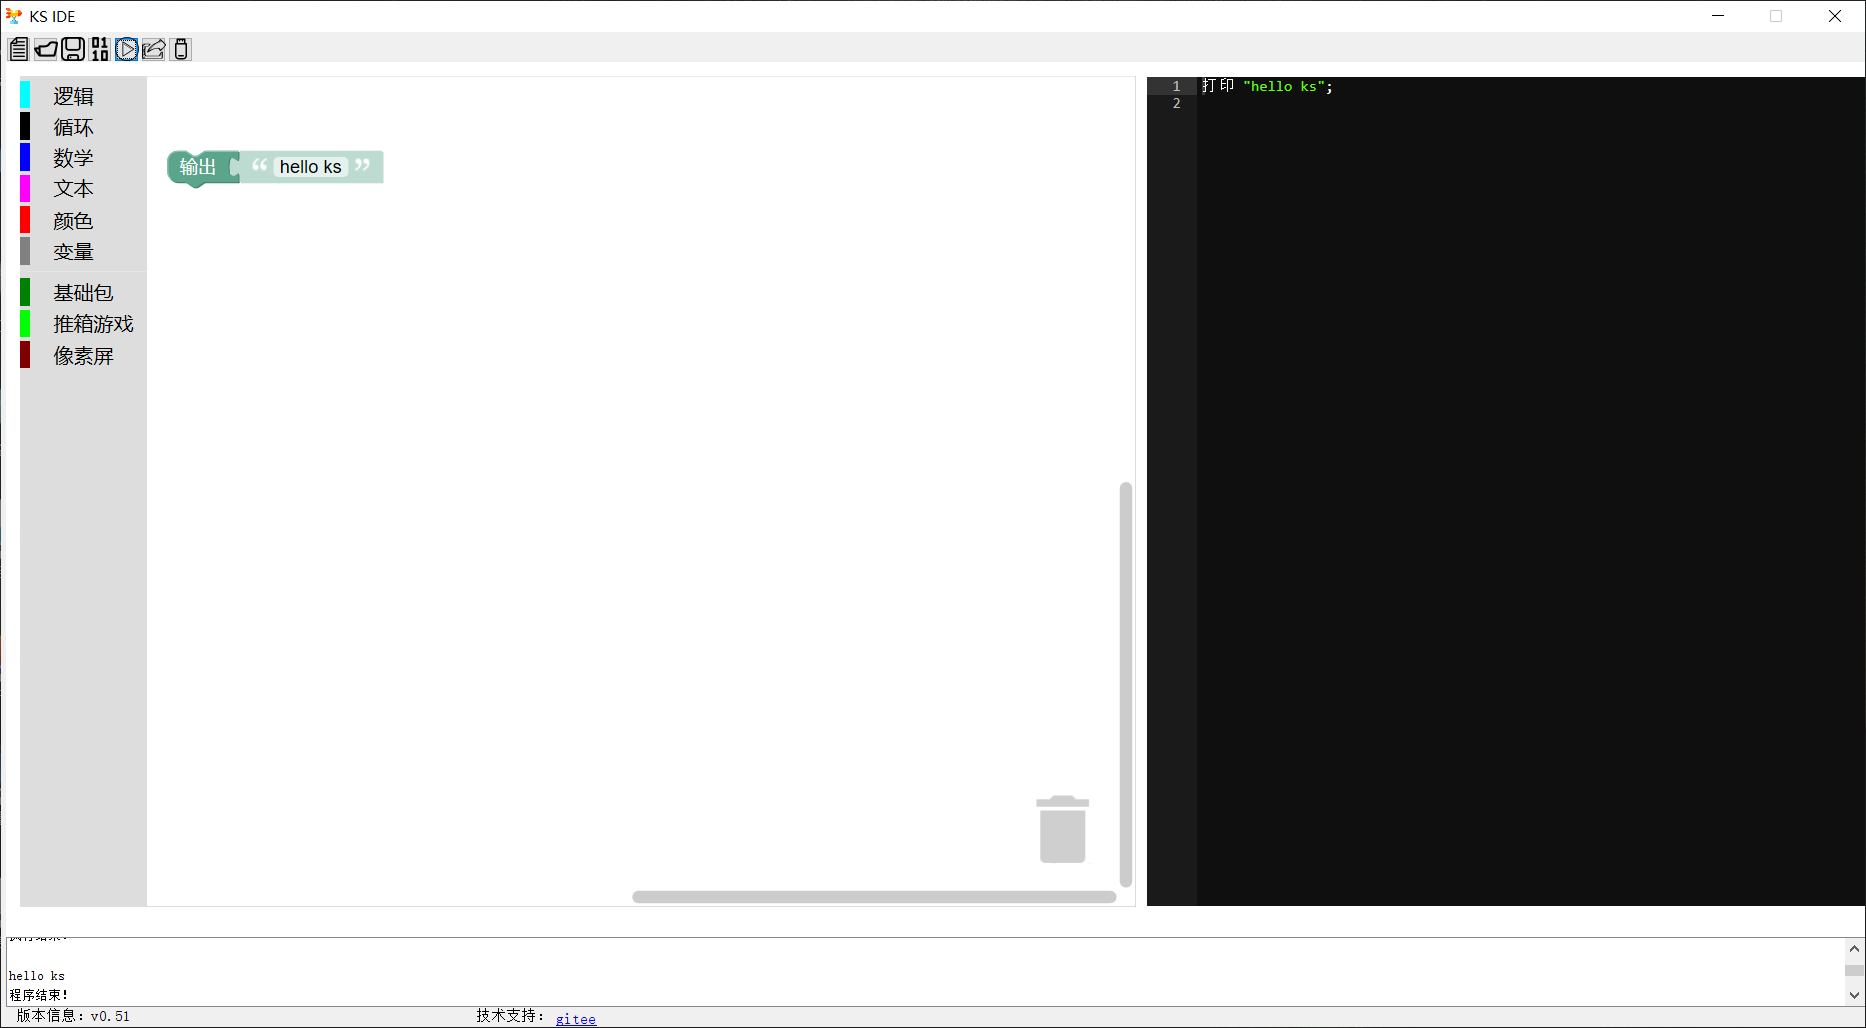 KS IDE
逻辑
循环
数学
文本
颜色
变量
基础包
推箱游戏
像素屏
输出 “ hello ks ”
1 打印 "hello ks";
2
hello ks
程序结束!
版本信息：v0.51 技术支持： gitee